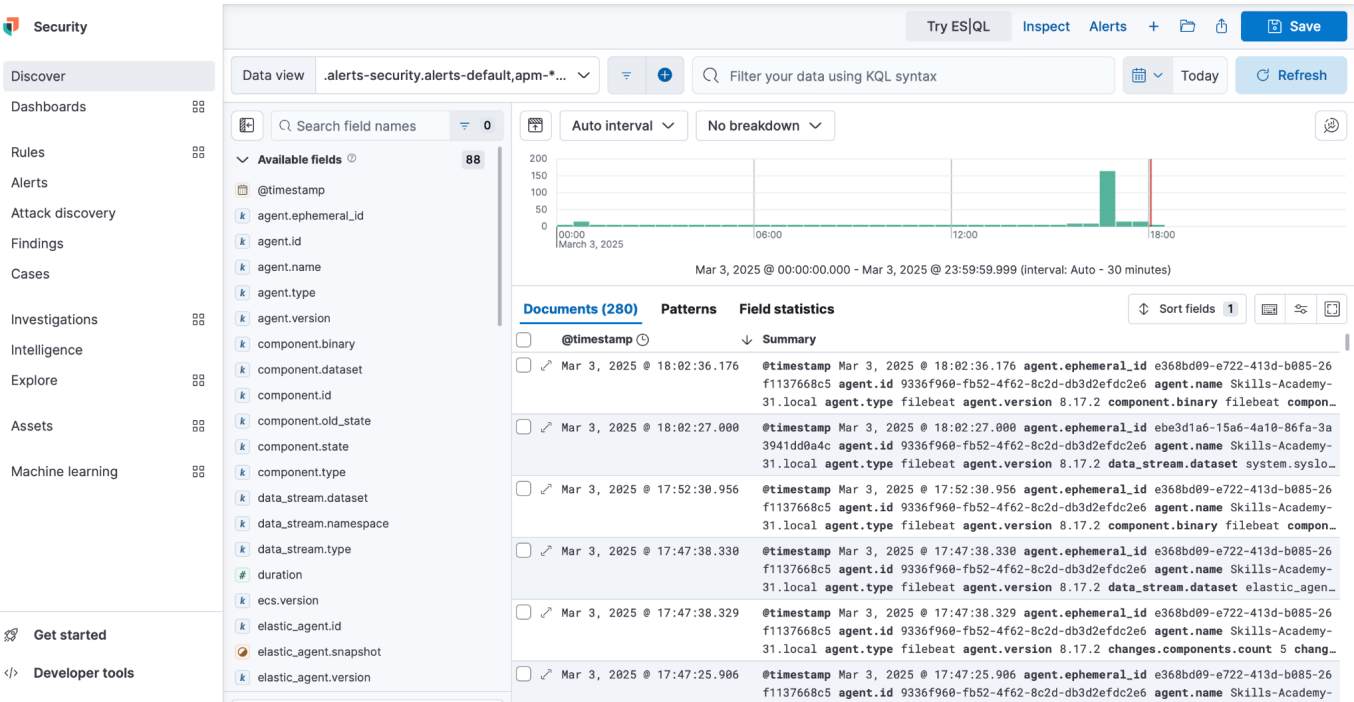 Security
Try ES|QL Inspect Alerts + Save
Discover
Data view .alerts-security.alerts-default,apm-*... Filter your data using KQL syntax Today Refresh
Dashboards
Rules
Alerts
Attack discovery
Findings
Cases
Investigations
Intelligence
Explore
Assets
Machine learning
Get started
Developer tools
Search field names 0
Available fields 88
@timestamp
agent.ephemeral_id
agent.id
agent.name
agent.type
agent.version
component.binary
component.dataset
component.id
component.old_state
component.state
component.type
data_stream.dataset
data_stream.namespace
data_stream.type
duration
ecs.version
elastic_agent.id
elastic_agent.snapshot
elastic_agent.version
Auto interval No breakdown
200
150
100
50
0
00:00 06:00 12:00 18:00
March 3, 2025
Mar 3, 2025 @ 00:00:00.000 - Mar 3, 2025 @ 23:59:59.999 (interval: Auto - 30 minutes)
Documents (280) Patterns Field statistics Sort fields 1
@timestamp Summary
Mar 3, 2025 @ 18:02:36.176 @timestamp Mar 3, 2025 @ 18:02:36.176 agent.ephemeral_id e368bd09-e722-413d-b085-26
f1137668c5 agent.id 9336f960-fb52-4f62-8c2d-db3d2efdc2e6 agent.name Skills-Academy-
31.local agent.type filebeat agent.version 8.17.2 component.binary filebeat compon…
Mar 3, 2025 @ 18:02:27.000 @timestamp Mar 3, 2025 @ 18:02:27.000 agent.ephemeral_id ebe3d1a6-15a6-4a10-86fa-3a
3941dd0a4c agent.id 9336f960-fb52-4f62-8c2d-db3d2efdc2e6 agent.name Skills-Academy-
31.local agent.type filebeat agent.version 8.17.2 data_stream.dataset system.syslo…
Mar 3, 2025 @ 17:52:30.956 @timestamp Mar 3, 2025 @ 17:52:30.956 agent.ephemeral_id e368bd09-e722-413d-b085-26
f1137668c5 agent.id 9336f960-fb52-4f62-8c2d-db3d2efdc2e6 agent.name Skills-Academy-
31.local agent.type filebeat agent.version 8.17.2 component.binary filebeat compon…
Mar 3, 2025 @ 17:47:38.330 @timestamp Mar 3, 2025 @ 17:47:38.330 agent.ephemeral_id e368bd09-e722-413d-b085-26
f1137668c5 agent.id 9336f960-fb52-4f62-8c2d-db3d2efdc2e6 agent.name Skills-Academy-
31.local agent.type filebeat agent.version 8.17.2 data_stream.dataset elastic_agen…
Mar 3, 2025 @ 17:47:38.329 @timestamp Mar 3, 2025 @ 17:47:38.329 agent.ephemeral_id e368bd09-e722-413d-b085-26
f1137668c5 agent.id 9336f960-fb52-4f62-8c2d-db3d2efdc2e6 agent.name Skills-Academy-
31.local agent.type filebeat agent.version 8.17.2 changes.components.count 5 chang…
Mar 3, 2025 @ 17:47:25.906 @timestamp Mar 3, 2025 @ 17:47:25.906 agent.ephemeral_id e368bd09-e722-413d-b085-26
f1137668c5 agent.id 9336f960-fb52-4f62-8c2d-db3d2efdc2e6 agent.name Skills-Academy-